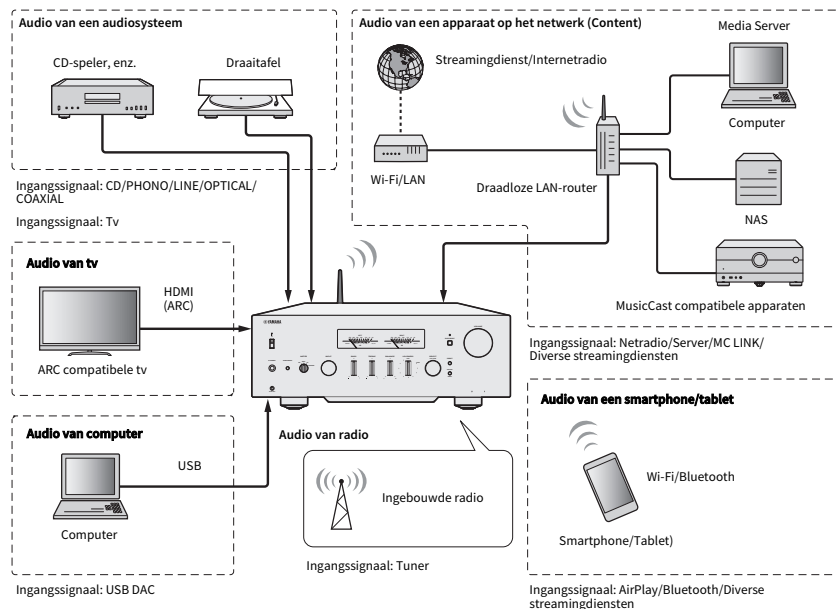 Audio van een audiosysteem
CD-speler, enz.
Draaitafel
Ingangssignaal: CD/PHONO/LINE/OPTICAL/
COAXIAL
Ingangssignaal: Tv
Audio van tv
HDMI
(ARC)
ARC compatibele tv
Audio van computer
USB
Computer
Ingangssignaal: USB DAC
Audio van een apparaat op het netwerk (Content)
Streamingdienst/Internetradio
Wi-Fi/LAN
Draadloze LAN-router
Media Server
Computer
NAS
MusicCast compatibele apparaten
Ingangssignaal: Netradio/Server/MC LINK/
Diverse streamingdiensten
YAMAHA
Audio van radio
Ingebouwde radio
Ingangssignaal: Tuner
Audio van een smartphone/tablet
Wi-Fi/Bluetooth
Smartphone/Tablet)
Ingangssignaal: AirPlay/Bluetooth/Diverse
streamingdiensten